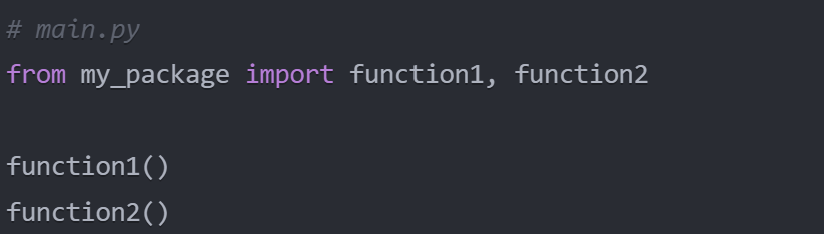 # main.py
from my_package import function1, function2
function1()
function2()